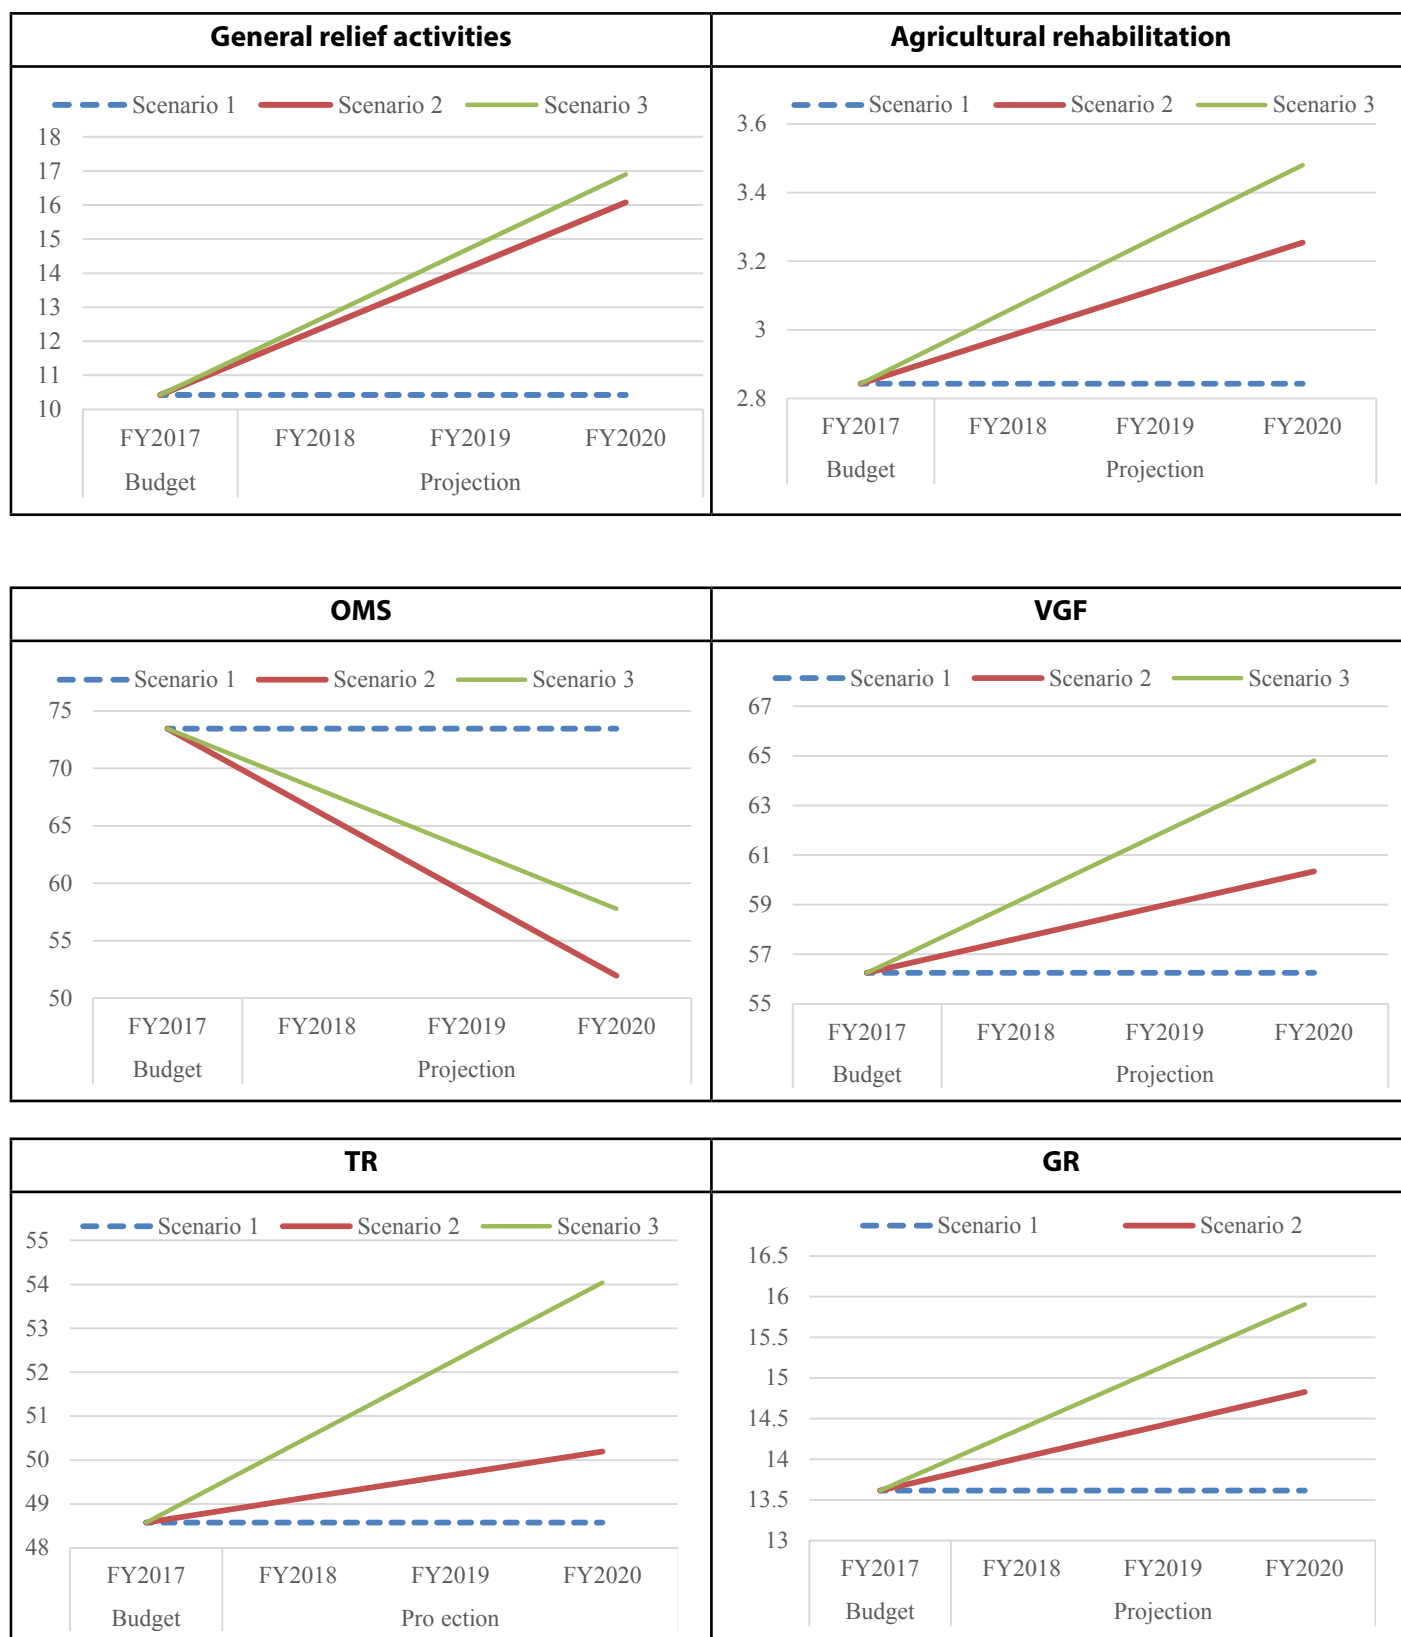 General relief activities
Agricultural rehabilitation
Scenario 1 Scenario 2 Scenario 3
18
17
16
15
14
13
12
11
10
FY2017 FY2018 FY2019 FY2020
Budget Projection
Scenario 1 Scenario 2 Scenario 3
3.6
3.4
3.2
3
2.8
FY2017 FY2018 FY2019 FY2020
Budget Projection
OMS
VGF
Scenario 1 Scenario 2 Scenario 3
75
70
65
60
55
50
FY2017 FY2018 FY2019 FY2020
Budget Projection
Scenario 1 Scenario 2 Scenario 3
67
65
63
61
59
57
55
FY2017 FY2018 FY2019 FY2020
Budget Projection
TR
GR
Scenario 1 Scenario 2 Scenario 3
55
54
53
52
51
50
49
48
FY2017 FY2018 FY2019 FY2020
Budget Pro ection
Scenario 1 Scenario 2
16.5
16
15.5
15
14.5
14
13.5
13
FY2017 FY2018 FY2019 FY2020
Budget Projection